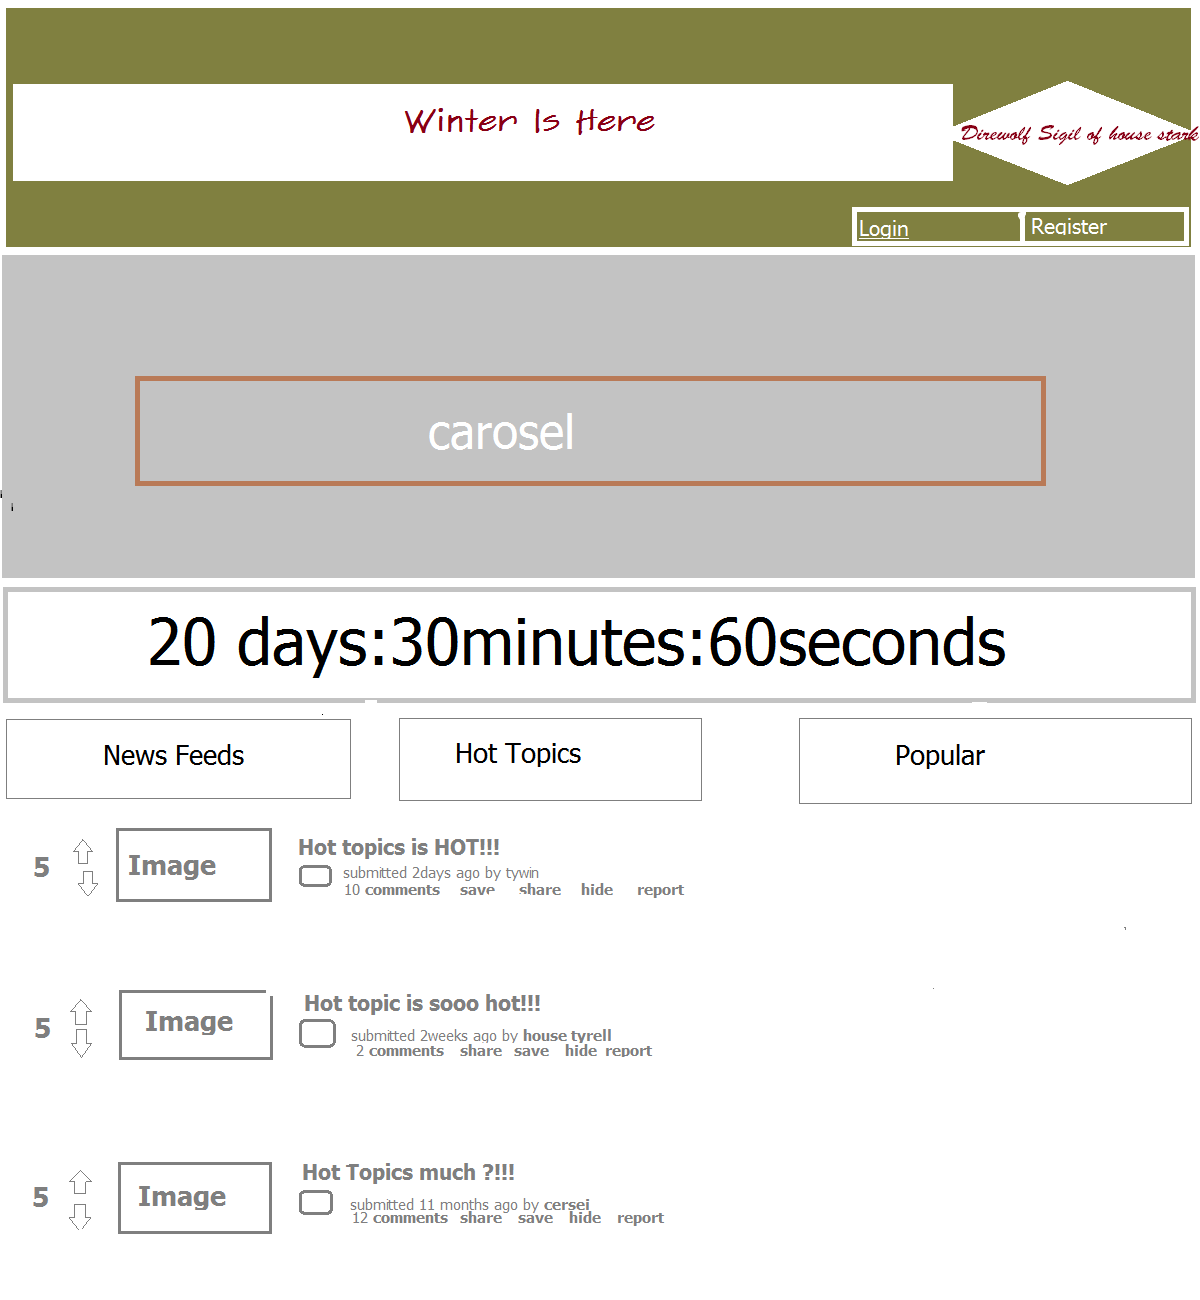 Winter Is Here
Direwolf Sigil of house stark
Login
Register
carosel
20 days:30minutes:60seconds
News Feeds
Hot Topics
Popular
5
Image
Hot topics is HOT!!!
submitted 2days ago by tywin
10 comments save share hide report
5
Image
Hot topic is sooo hot!!!
submitted 2weeks ago by house tyrell
2 comments share save hide report
5
Image
Hot Topics much ?!!!
submitted 11 months ago by cersei
12 comments share save hide report